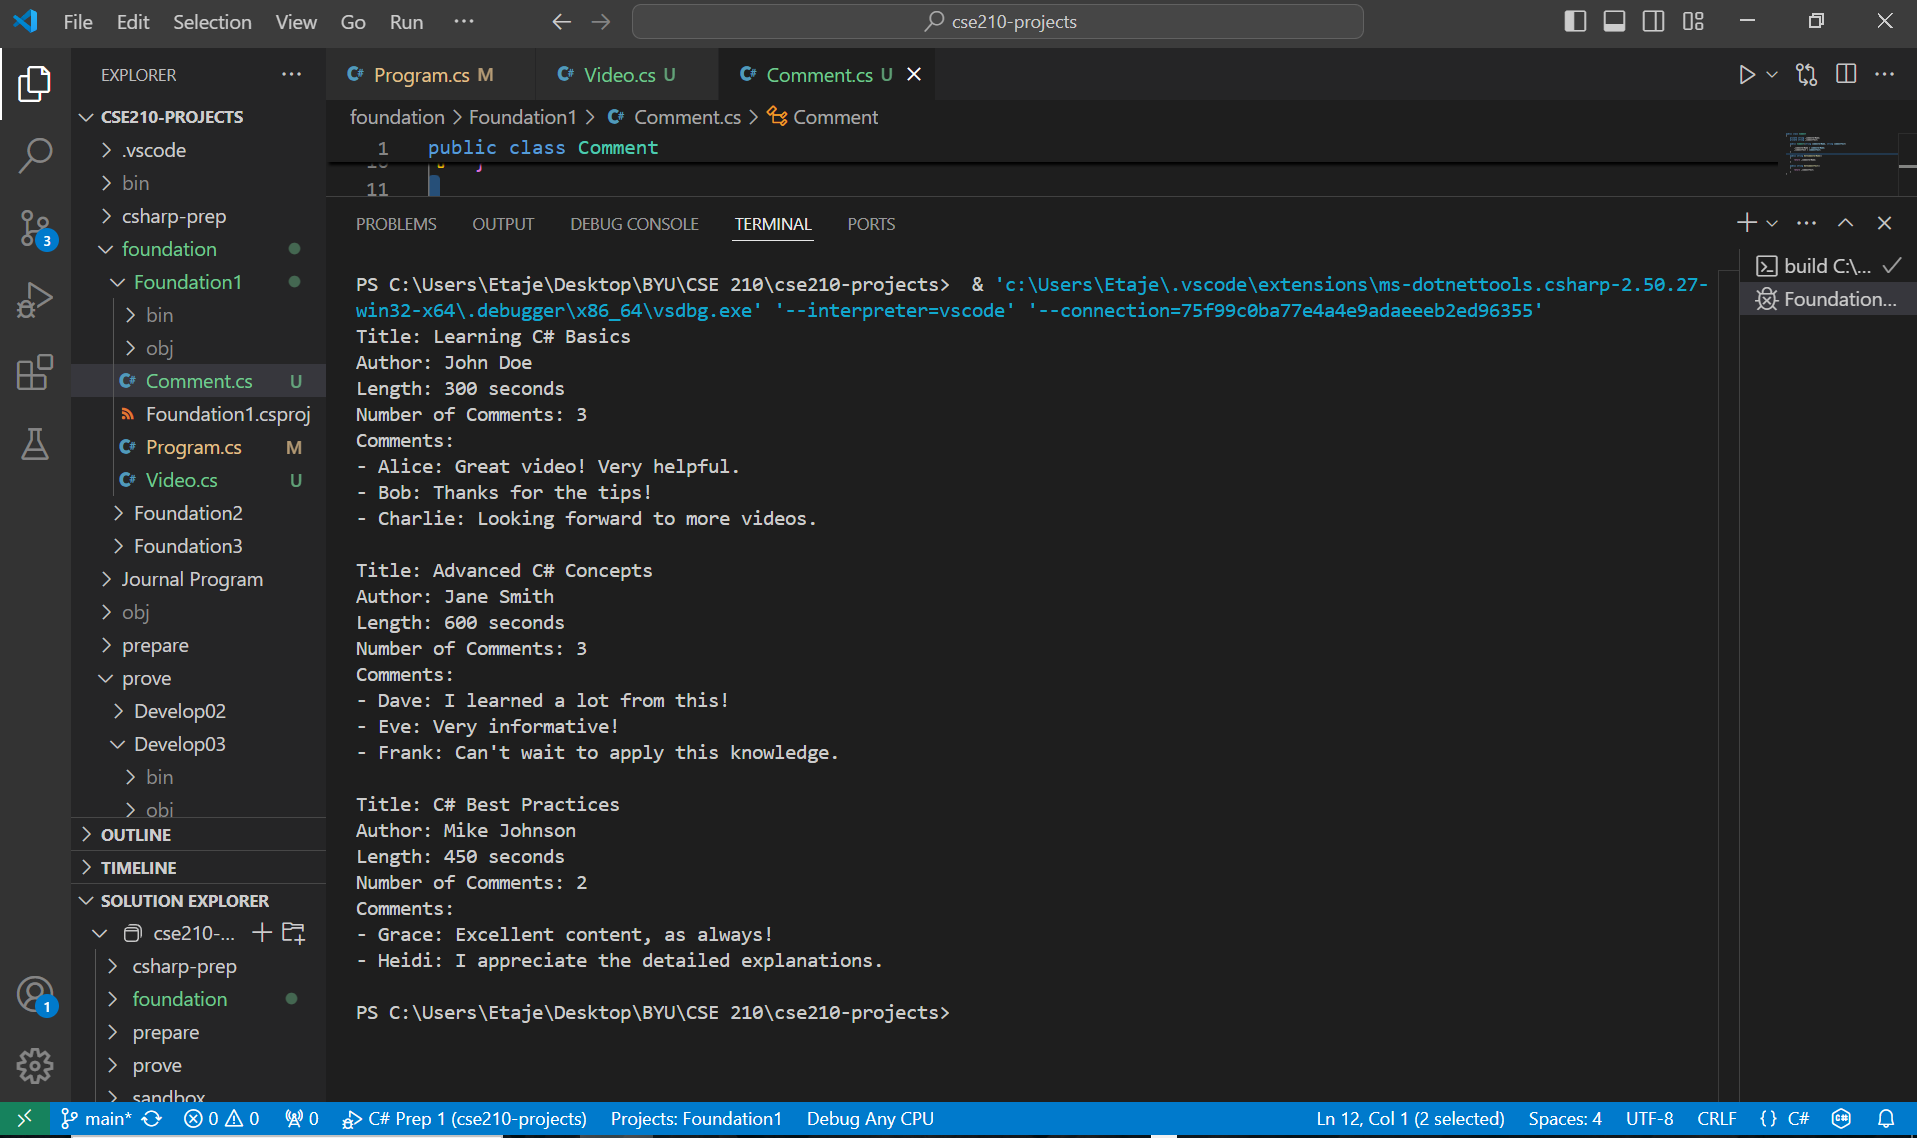 File Edit Selection View Go Run ...
cse210-projects
EXPLORER
CSE210-PROJECTS
.vscode
bin
csharp-prep
foundation
Foundation1
bin
obj
Comment.cs U
Foundation1.csproj
Program.cs M
Video.cs U
Foundation2
Foundation3
Journal Program
obj
prepare
prove
Develop02
Develop03
bin
obj
OUTLINE
TIMELINE
SOLUTION EXPLORER
cse210-...
csharp-prep
foundation
prepare
prove
sandbox
3
1
C# Program.cs M C# Video.cs U C# Comment.cs U
foundation > Foundation1 > C# Comment.cs > Comment
1 public class Comment
10 }
11
PROBLEMS OUTPUT DEBUG CONSOLE TERMINAL PORTS
build C:\...
Foundation...
PS C:\Users\Etaje\Desktop\BYU\CSE 210\cse210-projects>  & 'c:\Users\Etaje\.vscode\extensions\ms-dotnettools.csharp-2.50.27-
win32-x64\.debugger\x86_64\vsdbg.exe' '--interpreter=vscode' '--connection=75f99c0ba77e4a4e9adaeeeb2ed96355'
Title: Learning C# Basics
Author: John Doe
Length: 300 seconds
Number of Comments: 3
Comments:
- Alice: Great video! Very helpful.
- Bob: Thanks for the tips!
- Charlie: Looking forward to more videos.
Title: Advanced C# Concepts
Author: Jane Smith
Length: 600 seconds
Number of Comments: 3
Comments:
- Dave: I learned a lot from this!
- Eve: Very informative!
- Frank: Can't wait to apply this knowledge.
Title: C# Best Practices
Author: Mike Johnson
Length: 450 seconds
Number of Comments: 2
Comments:
- Grace: Excellent content, as always!
- Heidi: I appreciate the detailed explanations.
PS C:\Users\Etaje\Desktop\BYU\CSE 210\cse210-projects>
main* 0 0 0 C# Prep 1 (cse210-projects) Projects: Foundation1 Debug Any CPU Ln 12, Col 1 (2 selected) Spaces: 4 UTF-8 CRLF {} C#